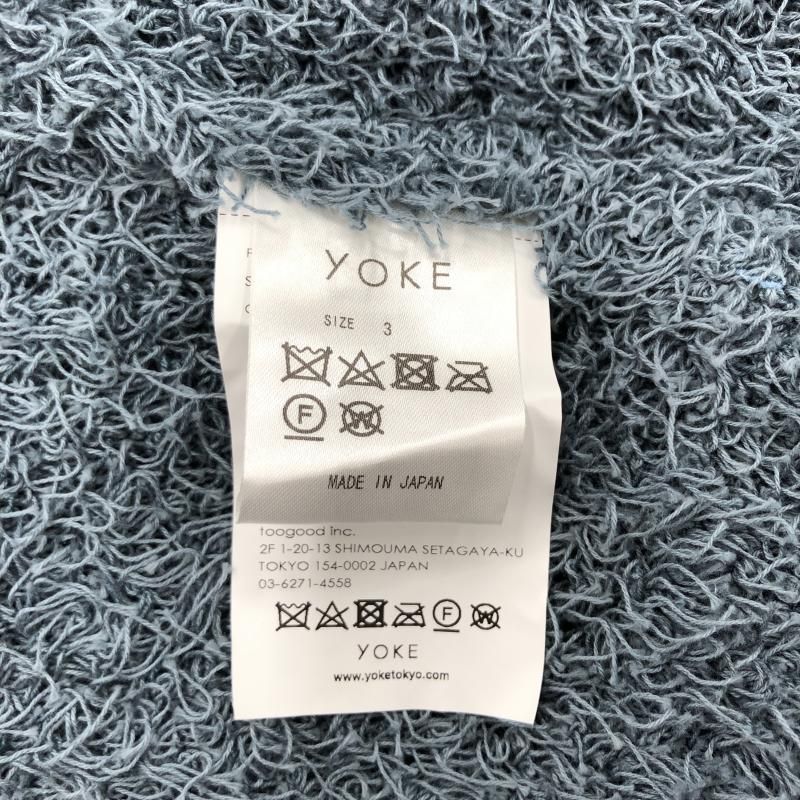 YOKE
SIZE 3
F
W
MADE IN JAPAN
toogood inc.
2F 1-20-13 SHIMOUMA SETAGAYA-KU
TOKYO 154-0002 JAPAN
03-6271-4558
F W
YOKE
www.yoketokyo.com